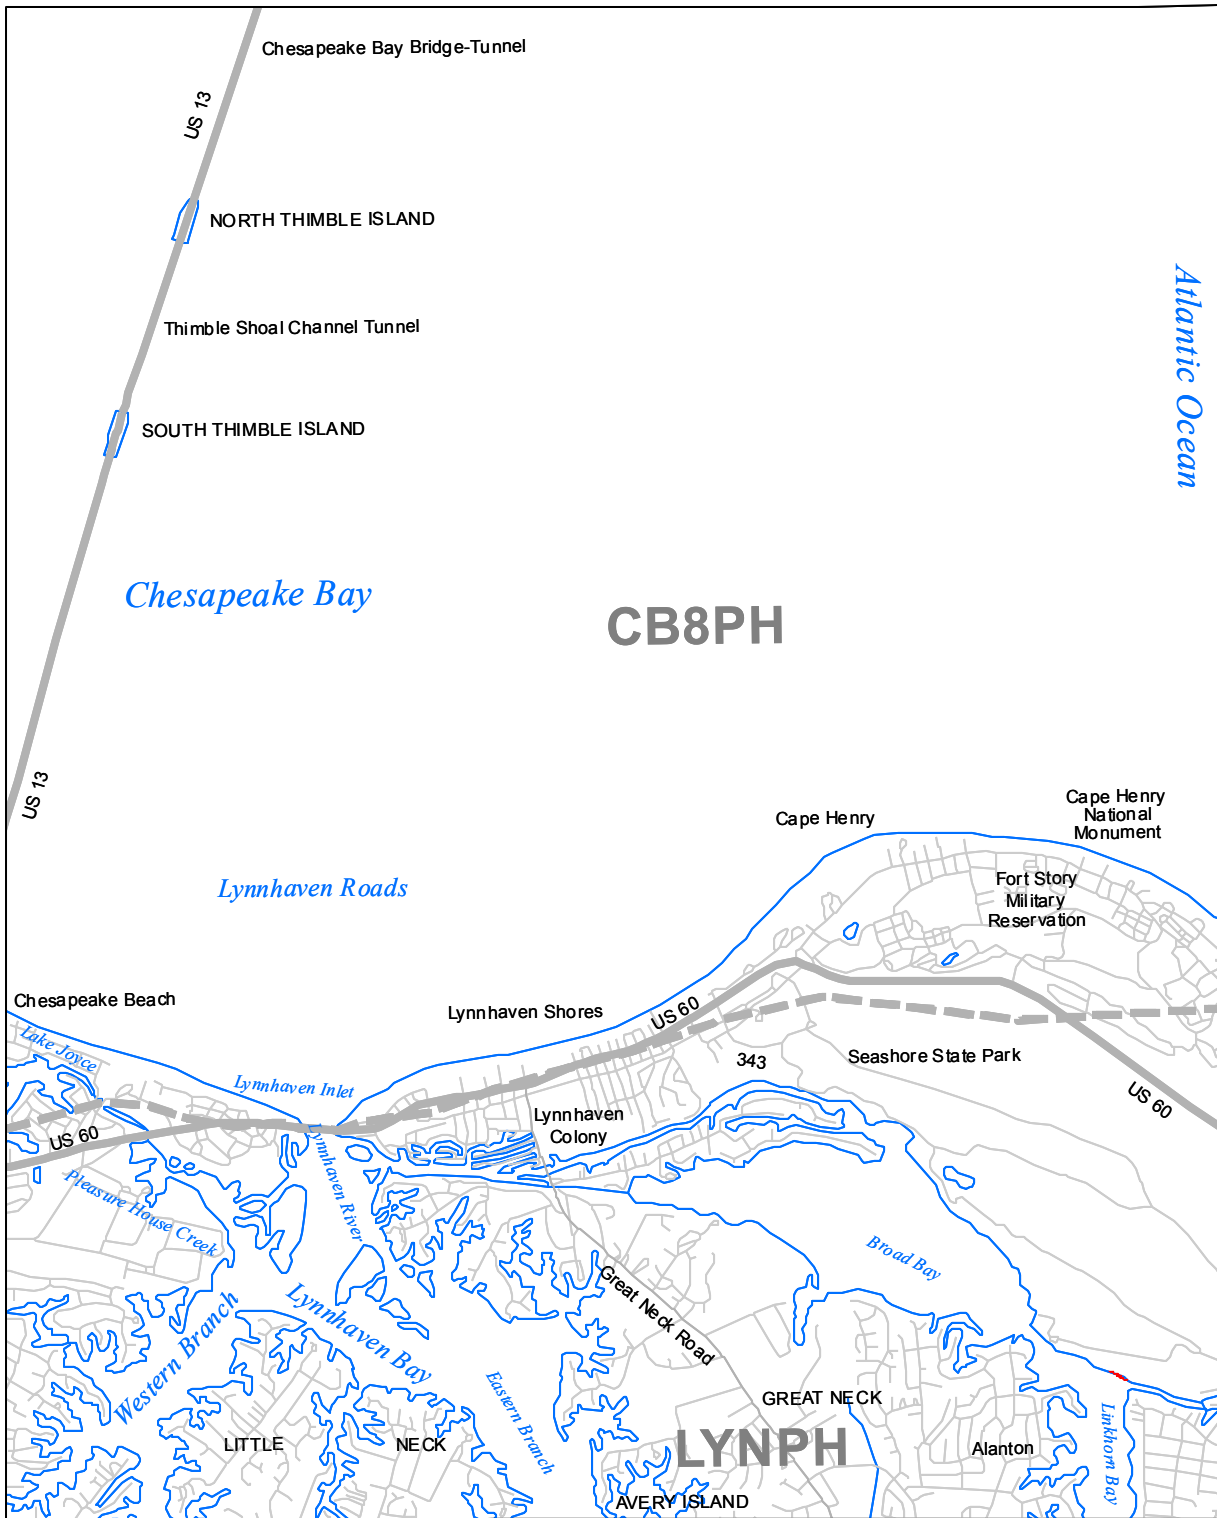 Chesapeake Bay Bridge-Tunnel
US 13
NORTH THIMBLE ISLAND
Atlantic Ocean
Thimble Shoal Channel Tunnel
SOUTH THIMBLE ISLAND
Chesapeake Bay
CB8PH
US 13
Cape Henry
Cape Henry
National
Monument
Lynnhaven Roads
Fort Story
Military
Reservation
Chesapeake Beach
Lynnhaven Shores
US 60
Lake Joyce
343
Seashore State Park
Lynnhaven Inlet
US 60
Lynnhaven
Colony
US 60
Lynnhaven River
Pleasure House Creek
Broad Bay
Great Neck Road
Lynnhaven Bay
Western Branch
Eastern Branch
GREAT NECK
Linkhorn Bay
LITTLE
NECK
LYNPH
Alanton
AVERY ISLAND